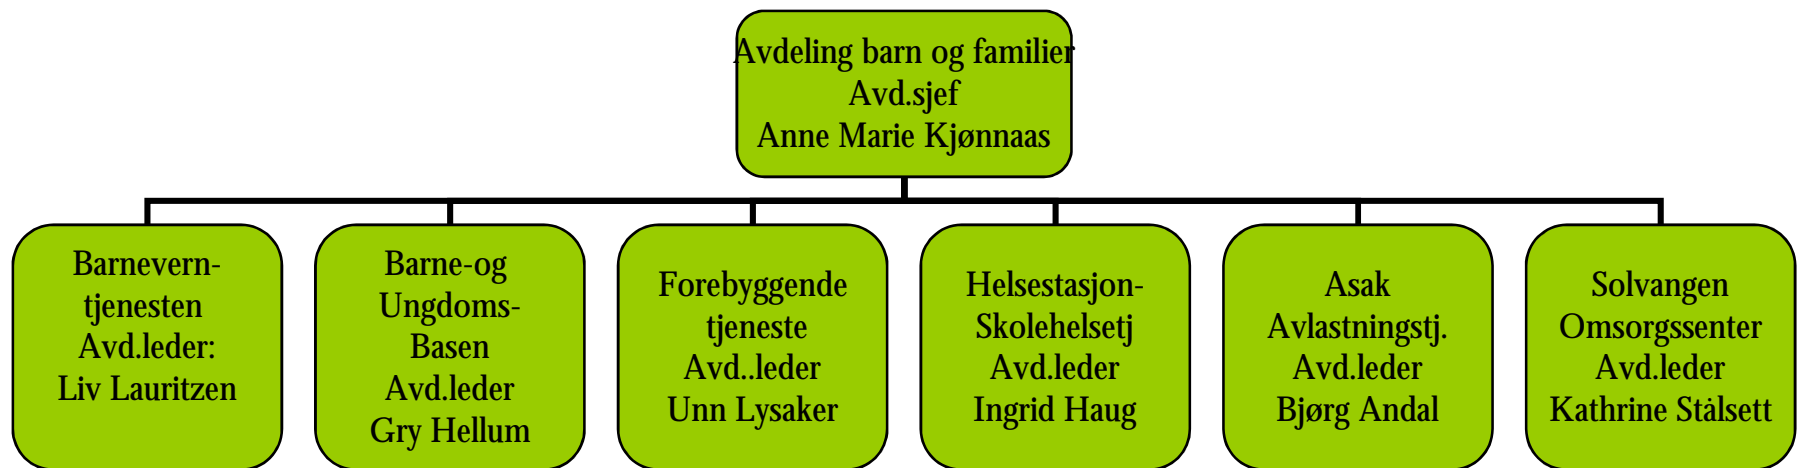 Avdeling barn og familier
Avd.sjef
Anne Marie Kjønnaas
Barnevern-
tjenesten
Avd.leder:
Liv Lauritzen
Barne-og
Ungdoms-
Basen
Avd.leder
Gry Hellum
Forebyggende
tjeneste
Avd..leder
Unn Lysaker
Helsestasjon-
Skolehelsetj
Avd.leder
Ingrid Haug
Asak
Avlastningstj.
Avd.leder
Bjørg Andal
Solvangen
Omsorgssenter
Avd.leder
Kathrine Stålsett